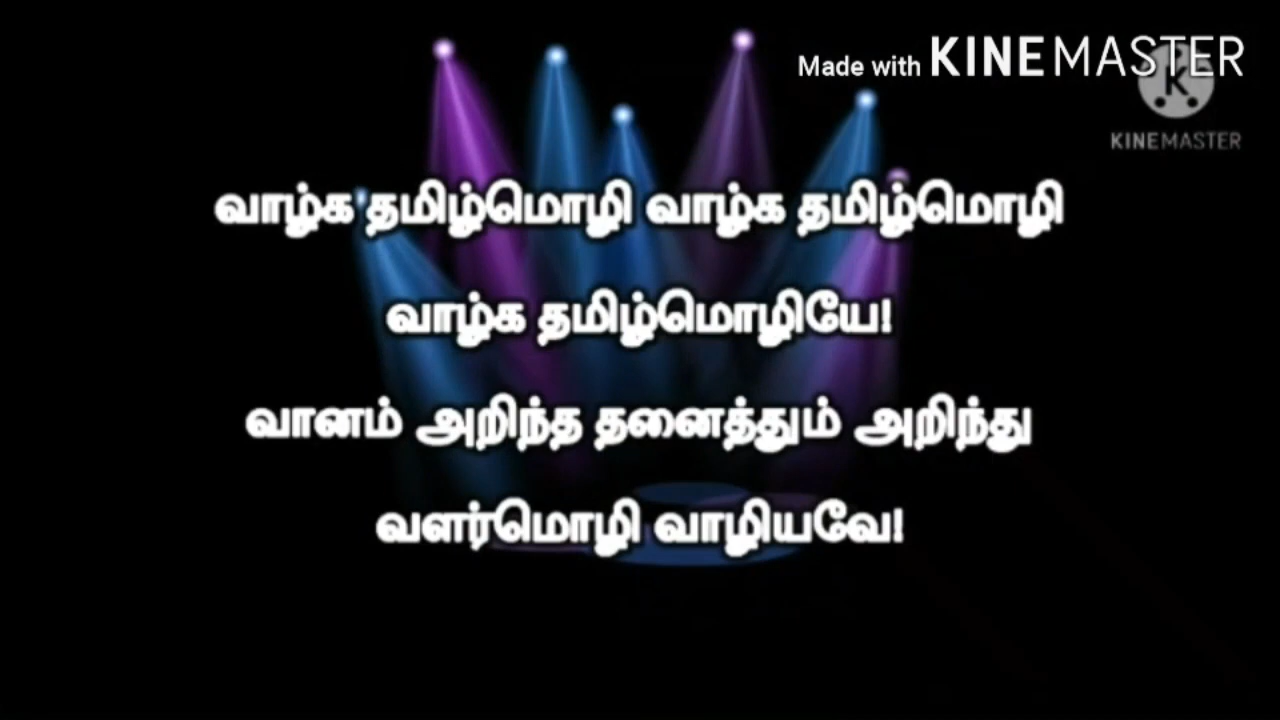 Made with KINEMASTER
K
KINEMASTER
வாழ்க தமிழ்மொழி வாழ்க தமிழ்மொழி
வாழ்க தமிழ்மொழியே!
வானம் அறிந்த தனைத்தும் அறிந்து
வளர்மொழி வாழியவே!